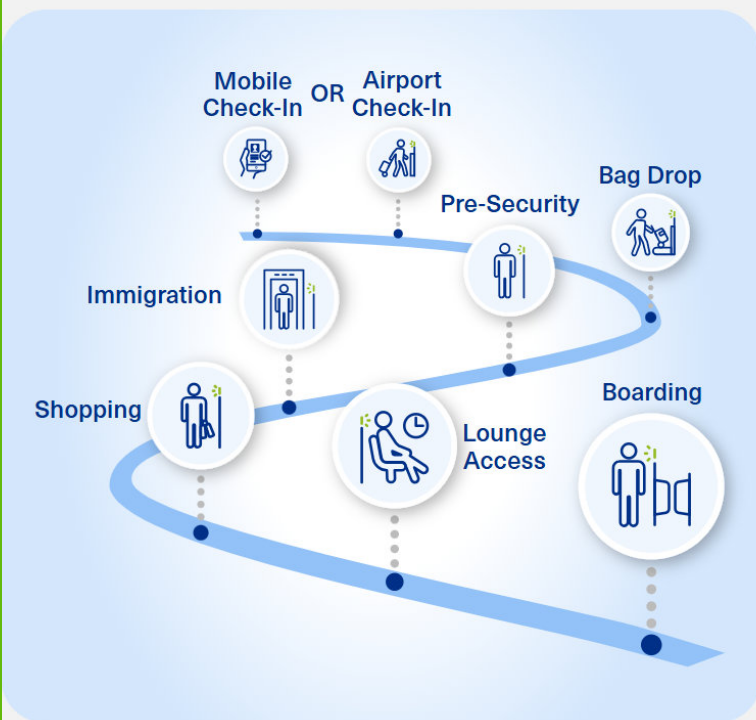 Mobile
Check-In
OR
Airport
Check-In
Bag Drop
Pre-Security
Immigration
Shopping
Lounge
Access
Boarding